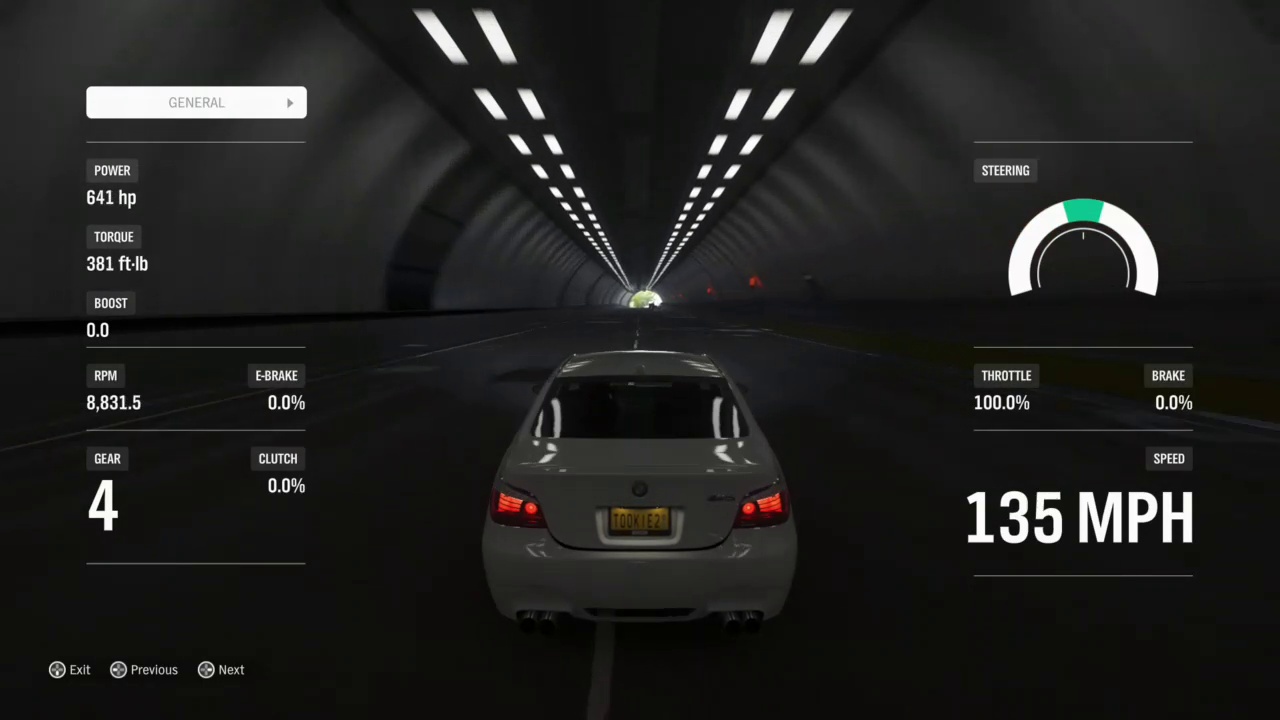 GENERAL
POWER
641 hp
TORQUE
381 ft·lb
BOOST
0.0
RPM
8,831.5
E-BRAKE
0.0%
GEAR
4
CLUTCH
0.0%
STEERING
THROTTLE
100.0%
BRAKE
0.0%
SPEED
135 MPH
TOOKIE2
Exit
Previous
Next